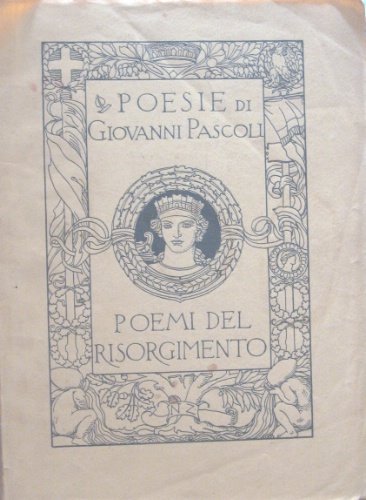 POESIE DI
GIOVANNI PASCOLI
POEMI DEL
RISORGIMENTO